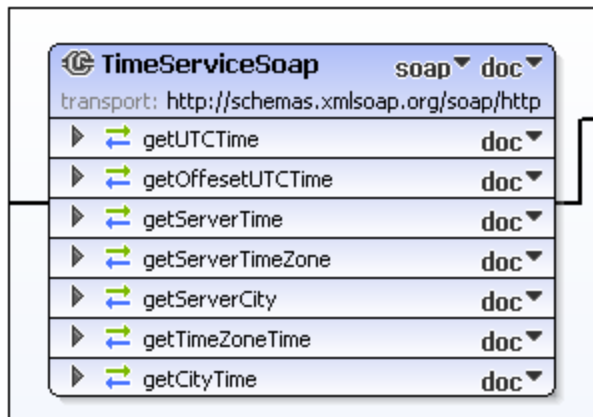 TimeServiceSoap soap doc
transport: http://schemas.xmlsoap.org/soap/http
getUTCTime doc
getOffesetUTCTime doc
getServerTime doc
getServerTimeZone doc
getServerCity doc
getTimeZoneTime doc
getCityTime doc